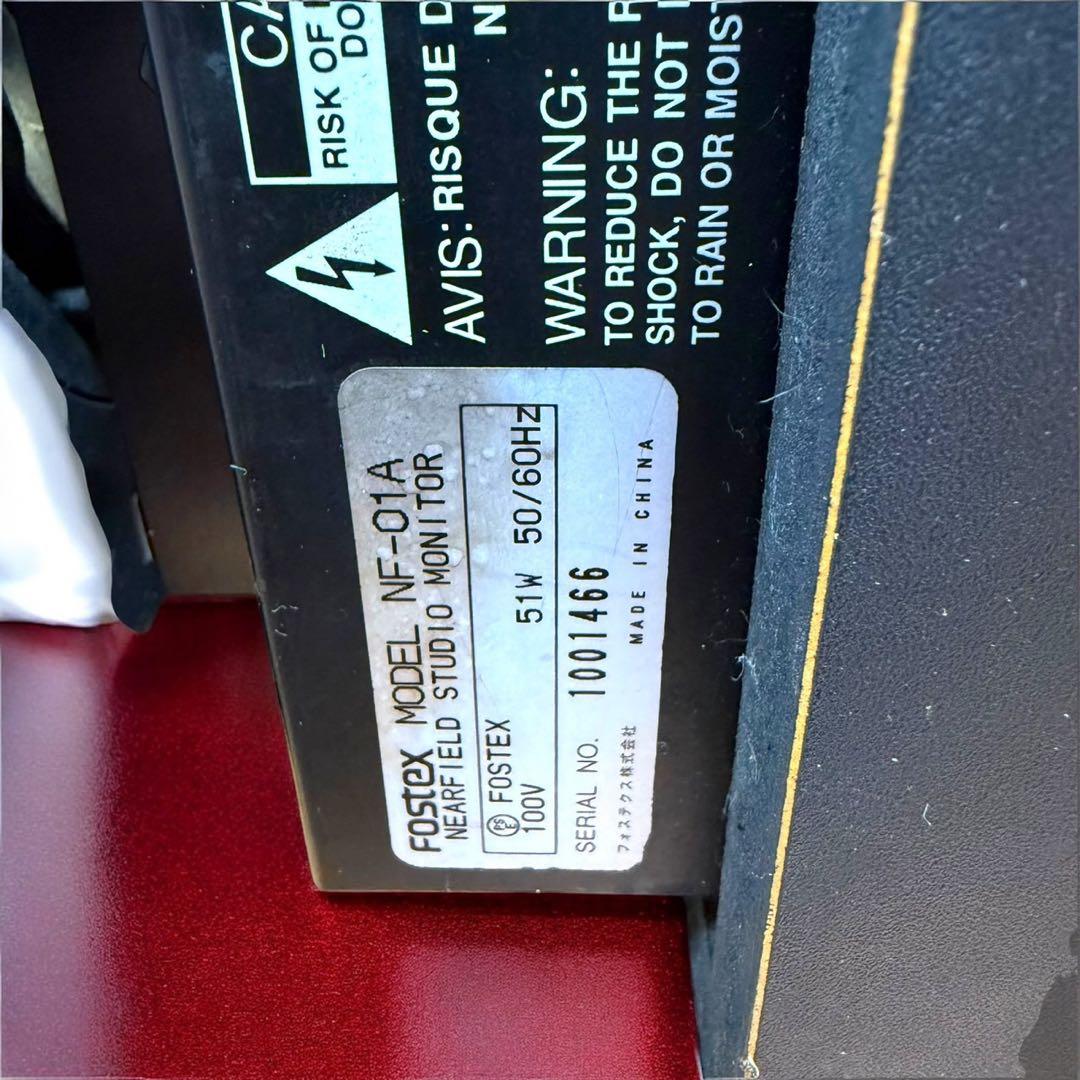 CA
RISK OF
DO
AVIS: RISQUE D
N
WARNING:
TO REDUCE THE R
SHOCK, DO NOT
TO RAIN OR MOIST
FOSTEX MODEL NF-01A
NEARFIELD STUDIO MONITOR
PSE FOSTEX
100V 51W 50/60Hz
SERIAL NO. 1001466
フォステクス株式会社 MADE IN CHINA